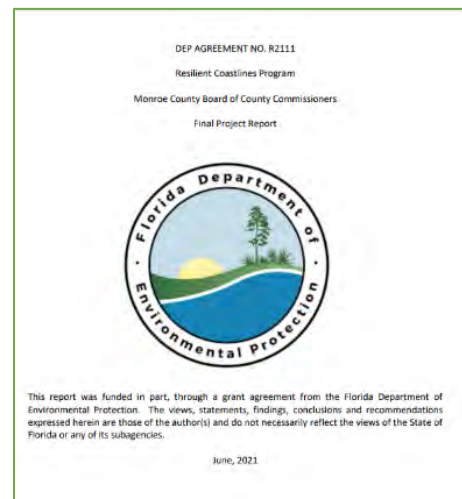 DEP AGREEMENT NO. R2111
Resilient Coastlines Program
Monroe County Board of County Commissioners
Final Project Report
Florida Department of
Environmental Protection
This report was funded in part, through a grant agreement from the Florida Department of
Environmental Protection. The views, statements, findings, conclusions and recommendations
expressed herein are those of the author(s) and do not necessarily reflect the views of the State of
Florida or any of its subagencies.
June, 2021